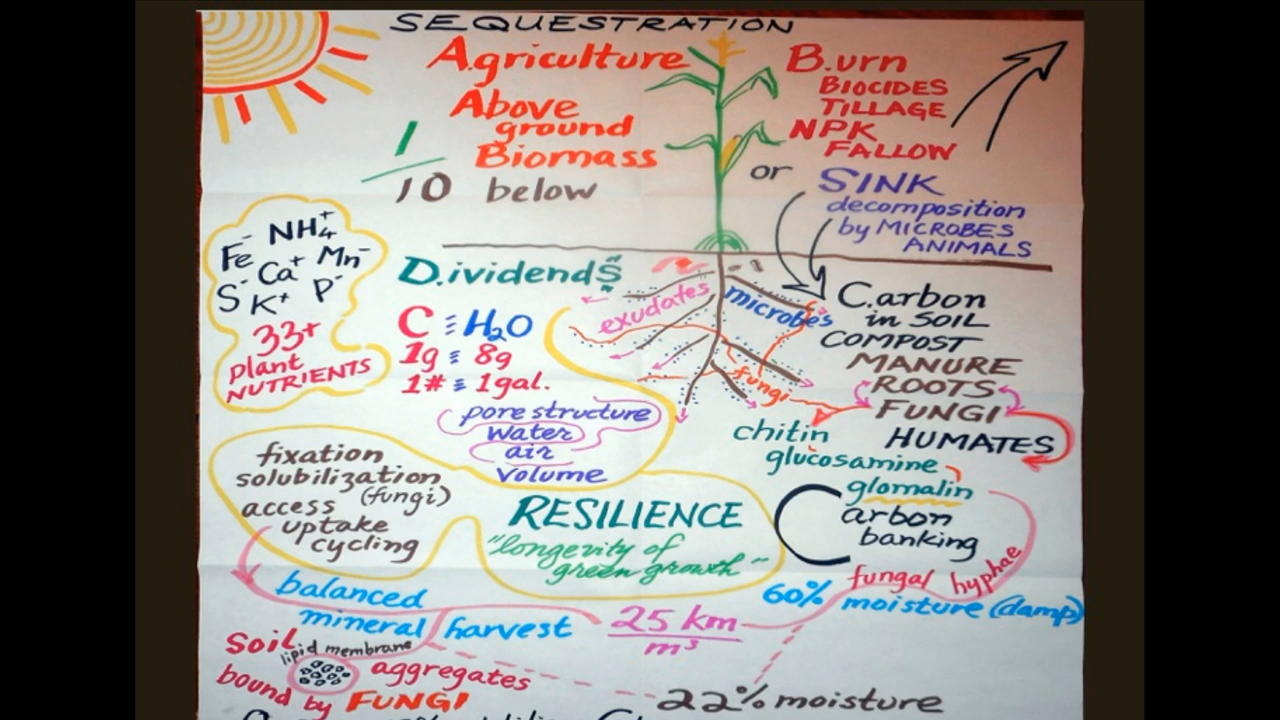 SEQUESTRATION
A.griculture
Above
ground
Biomass
1
10 below
B.urn
BIOCIDES
TILLAGE
NPK
FALLOW
or SINK
decomposition
by MICROBES
ANIMALS
NH4+
Fe- Mn-
Ca+
S- K+ P-
33+
plant
NUTRIENTS
D.ividends
C ≡ H2O
1g ≡ 8g
1# ≡ 1gal.
pore structure
water
air
volume
exudates
microbes
fungi
C.arbon
in SOIL
COMPOST
MANURE
ROOTS
FUNGI
HUMATES
chitin
glucosamine
glomalin
Carbon
banking
fixation
solubilization
access (fungi)
uptake
cycling
RESILIENCE
"longevity of
green growth"
fungal hyphae
60% moisture (damp)
balanced
mineral harvest
25 km
m3
Soil
lipid membrane
aggregates
bound by FUNGI
22% moisture